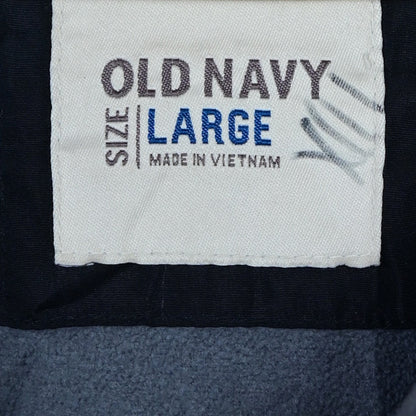 OLD NAVY
SIZE
LARGE
MADE IN VIETNAM